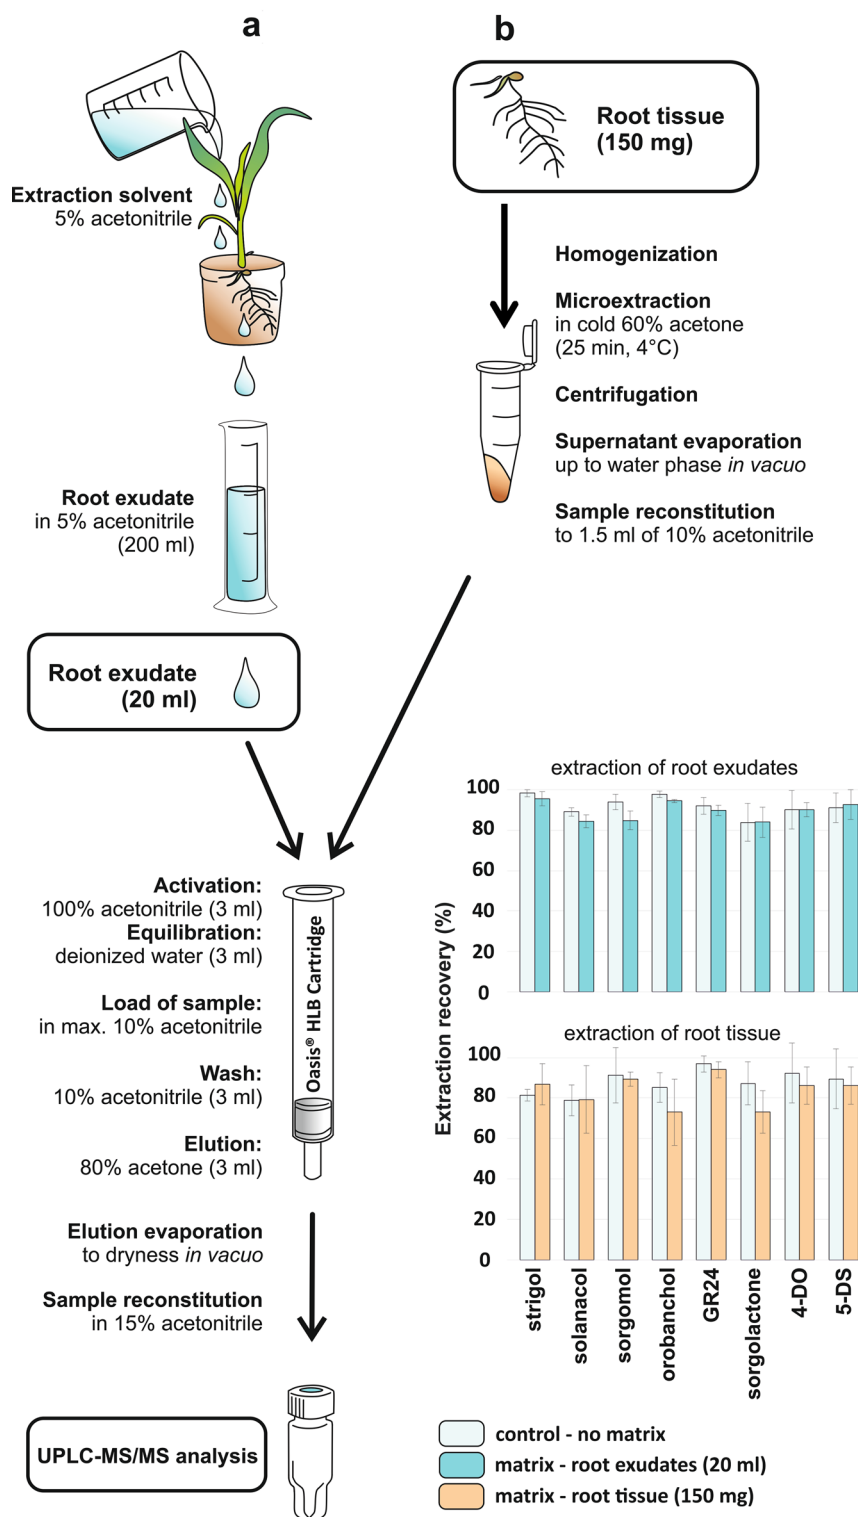 a
Extraction solvent
5% acetonitrile
Root exudate
in 5% acetonitrile
(200 ml)
Root exudate
(20 ml)
b
Root tissue
(150 mg)
Homogenization
Microextraction
in cold 60% acetone
(25 min, 4°C)
Centrifugation
Supernatant evaporation
up to water phase in vacuo
Sample reconstitution
to 1.5 ml of 10% acetonitrile
Activation:
100% acetonitrile (3 ml)
Equilibration:
deionized water (3 ml)
Load of sample:
in max. 10% acetonitrile
Wash:
10% acetonitrile (3 ml)
Elution:
80% acetone (3 ml)
Oasis® HLB Cartridge
Elution evaporation
to dryness in vacuo
Sample reconstitution
in 15% acetonitrile
UPLC-MS/MS analysis
Extraction recovery (%)
extraction of root exudates
100
80
60
40
20
0
extraction of root tissue
100
80
60
40
20
0
strigol
solanacol
sorgomol
orobanchol
GR24
sorgolactone
4-DO
5-DS
control - no matrix
matrix - root exudates (20 ml)
matrix - root tissue (150 mg)